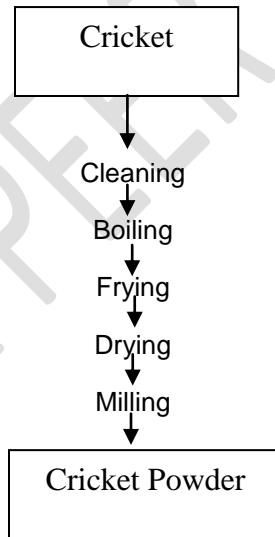 Cricket
Cleaning
Boiling
Frying
Drying
Milling
Cricket Powder